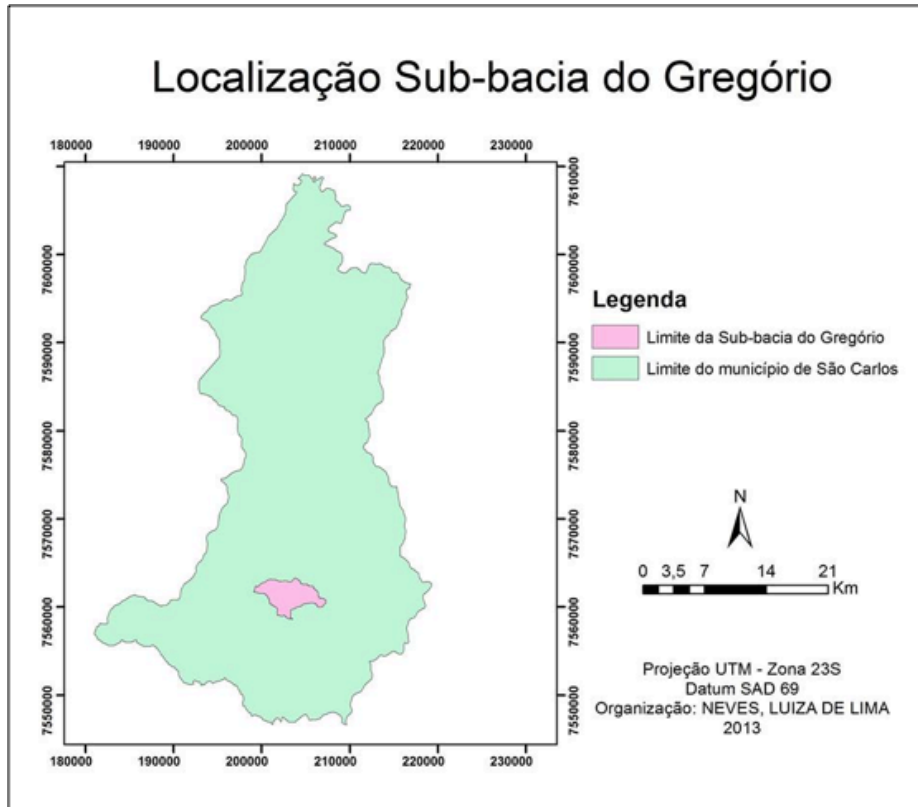 Localização Sub-bacia do Gregório
180000 190000 200000 210000 220000 230000
7610000
7600000 7600000
7590000 7590000
7580000 7580000
7570000 7570000
7560000 7560000
7550000 7550000
180000 190000 200000 210000 220000 230000
Legenda
Limite da Sub-bacia do Gregório
Limite do município de São Carlos
N
0 3,5 7 14 21
Km
Projeção UTM - Zona 23S
Datum SAD 69
Organização: NEVES, LUIZA DE LIMA
2013